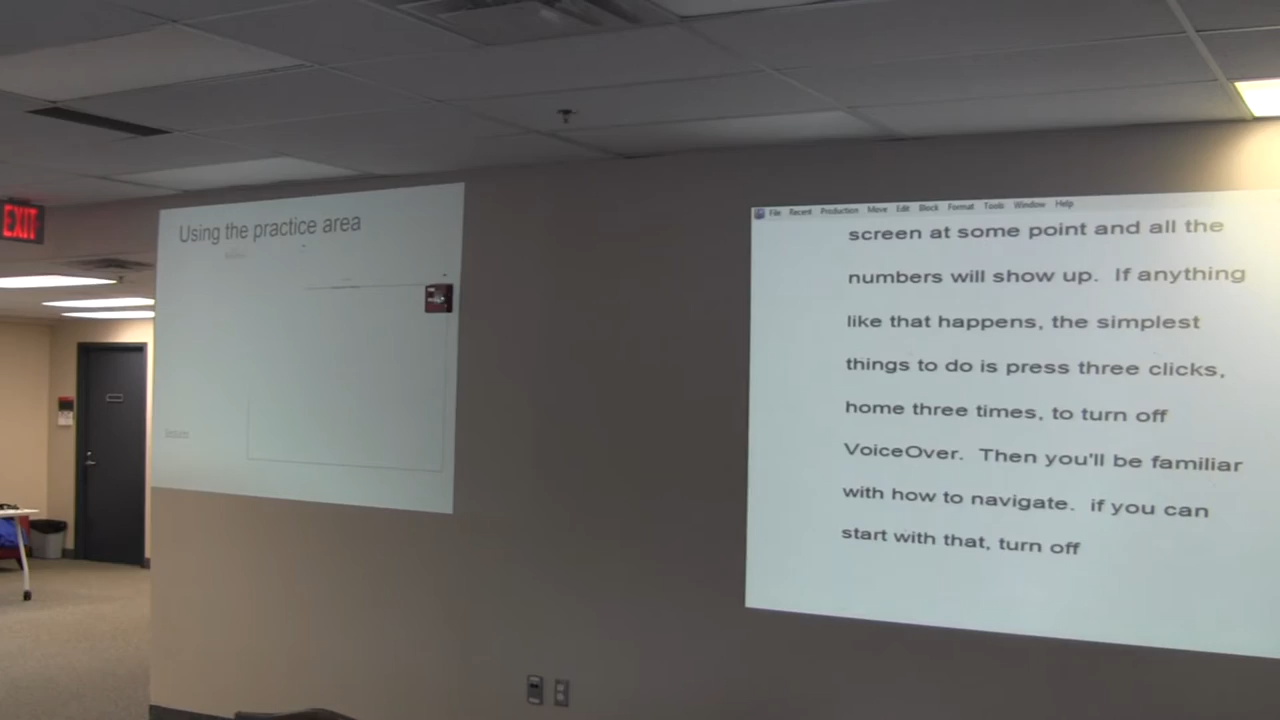 EXIT
Using the practice area
File Recent Production Move Edit Block Format Tools Window Help
screen at some point and all the
numbers will show up. If anything
like that happens, the simplest
things to do is press three clicks,
home three times, to turn off
VoiceOver. Then you'll be familiar
with how to navigate. if you can
start with that, turn off